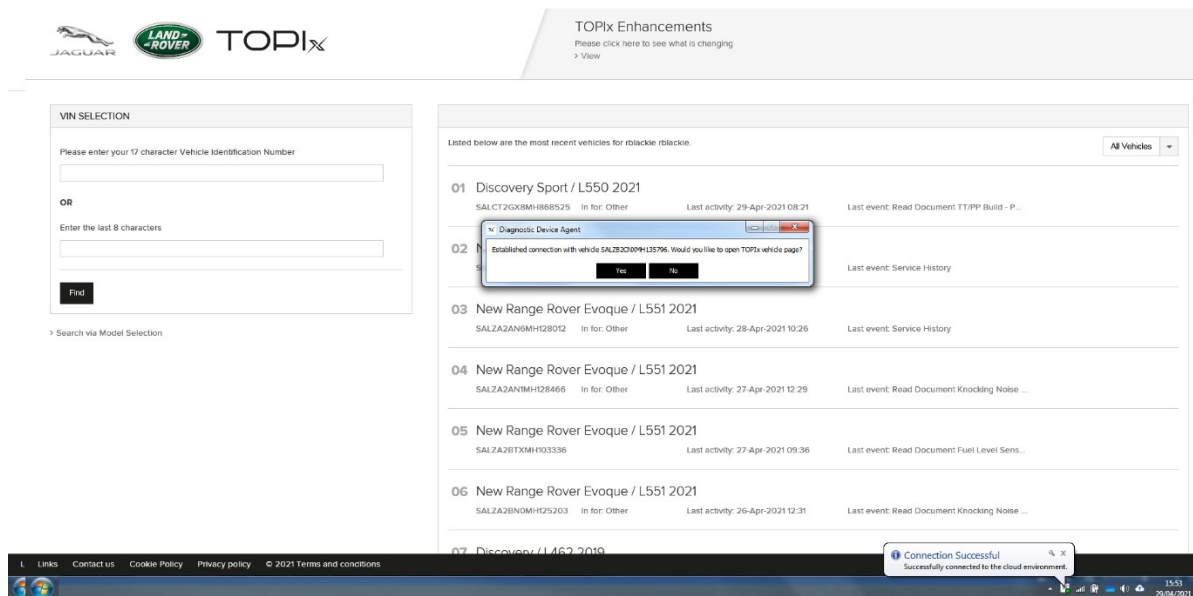 JAGUAR
LAND-
-ROVER
TOPIx
TOPIx Enhancements
Please click here to see what is changing
> View
VIN SELECTION
Please enter your 17 character Vehicle Identification Number
OR
Enter the last 8 characters
Find
> Search via Model Selection
Listed below are the most recent vehicles for rblackie rblackie.
All Vehicles
01 Discovery Sport / L550 2021
SALCT2GX8MH868525 In for: Other Last activity: 29-Apr-2021 08:21 Last event: Read Document TT/PP Build - P...
Diagnostic Device Agent
Established connection with vehicle Would you like to open TOPIx vehicle page?
Yes No
02
Last event: Service History
03 New Range Rover Evoque / L551 2021
SALZA2AN6MH128012 In for: Other Last activity: 28-Apr-2021 10:26 Last event: Service History
04 New Range Rover Evoque / L551 2021
SALZA2AN1MH128466 In for: Other Last activity: 27-Apr-2021 12:29 Last event: Read Document Knocking Noise ...
05 New Range Rover Evoque / L551 2021
SALZA2BTXMH103336 Last activity: 27-Apr-2021 09:36 Last event: Read Document Fuel Level Sens...
06 New Range Rover Evoque / L551 2021
SALZA2BN0MH125203 In for: Other Last activity: 26-Apr-2021 12:31 Last event: Read Document Knocking Noise ...
07 Discovery / L462 2019
Connection Successful
Successfully connected to the cloud environment.
L Links Contact us Cookie Policy Privacy policy © 2021 Terms and conditions
15:53
29/04/2021